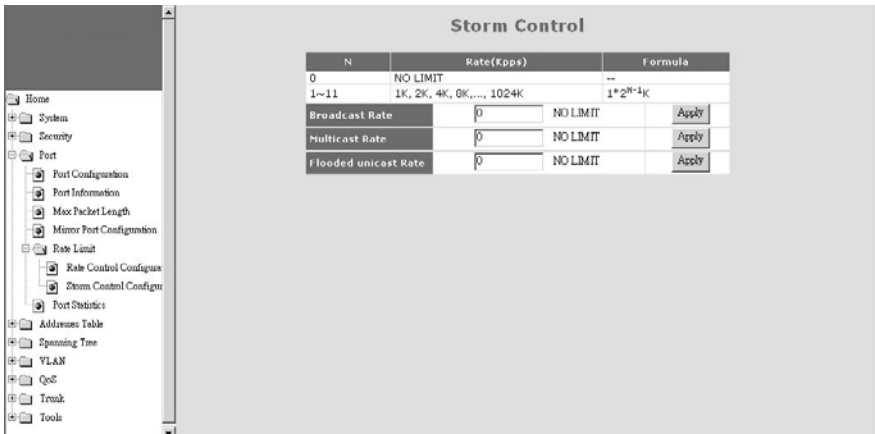 Storm Control
N Rate(Kpps) Formula
0 NO LIMIT --
1~11 1K, 2K, 4K, 8K,..., 1024K 1*2^N-1K
Broadcast Rate 0 NO LIMIT Apply
Multicast Rate 0 NO LIMIT Apply
Flooded unicast Rate 0 NO LIMIT Apply
Home
System
Security
Port
Port Configuration
Port Information
Max Packet Length
Mirror Port Configuration
Rate Limit
Rate Control Configura
Storm Control Configur
Port Statistics
Addresses Table
Spanning Tree
VLAN
QoS
Trunk
Tools